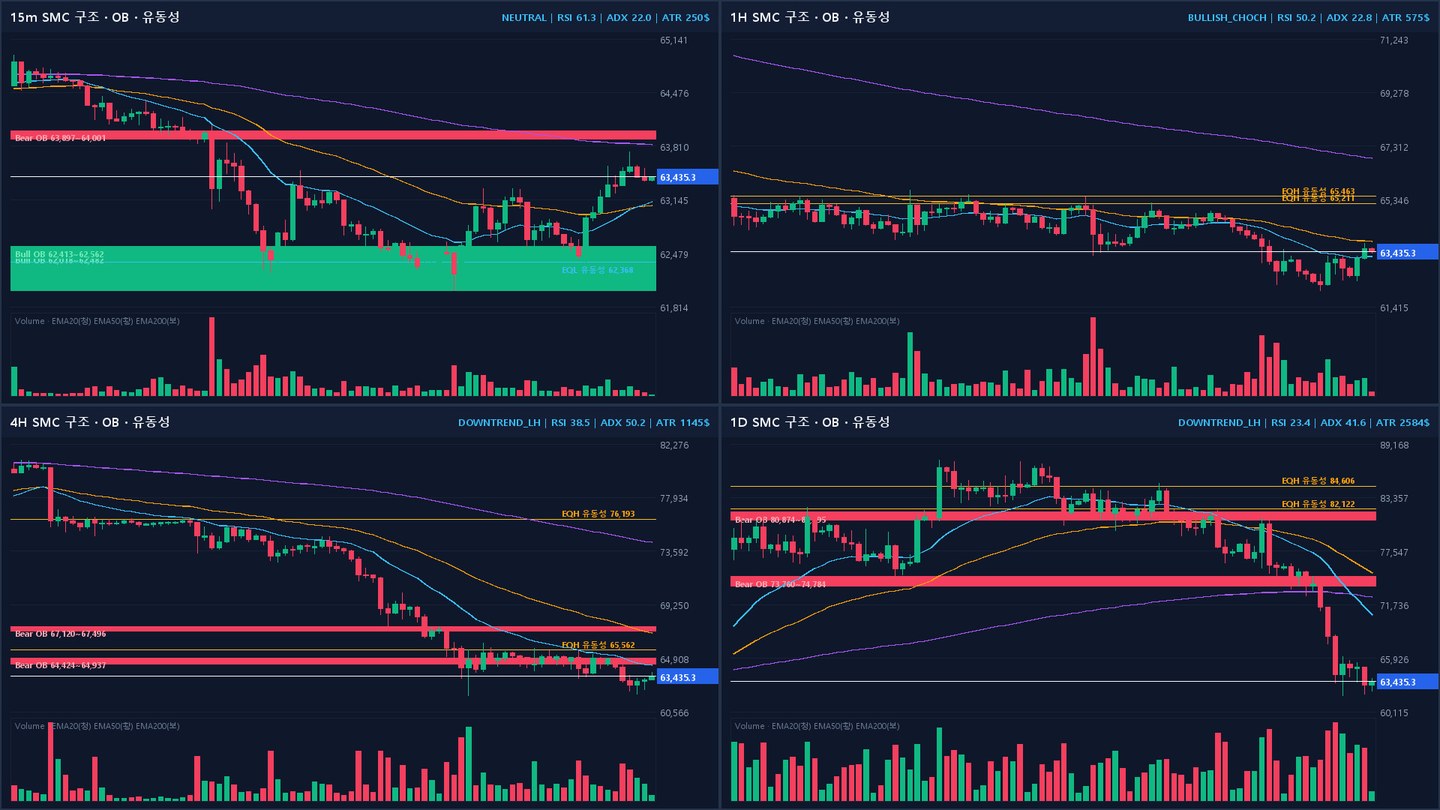 15m SMC 구조 · OB · 유동성
NEUTRAL | RSI 61.3 | ADX 22.0 | ATR 250$
65,141
64,476
Bear OB 63,897~64,001
63,810
63,435.3
63,145
Bull OB 62,413~62,562
62,479
EQL 유동성 62,368
61,814
Volume · EMA20(청) EMA50(황) EMA200(보)
1H SMC 구조 · OB · 유동성
BULLISH_CHOCH | RSI 50.2 | ADX 22.8 | ATR 575$
71,243
69,278
67,312
EQH 유동성 65,463
EQH 유동성 65,211
65,346
63,435.3
61,415
Volume · EMA20(청) EMA50(황) EMA200(보)
4H SMC 구조 · OB · 유동성
DOWNTREND_LH | RSI 38.5 | ADX 50.2 | ATR 1145$
82,276
77,934
EQH 유동성 76,193
73,592
69,250
Bear OB 67,120~67,496
EQH 유동성 65,562
64,908
Bear OB 64,424~64,937
63,435.3
60,566
Volume · EMA20(청) EMA50(황) EMA200(보)
1D SMC 구조 · OB · 유동성
DOWNTREND_LH | RSI 23.4 | ADX 41.6 | ATR 2584$
89,168
EQH 유동성 84,606
83,357
EQH 유동성 82,122
Bear OB 80,874~
77,547
Bear OB 73,760~74,784
71,736
65,926
63,435.3
60,115
Volume · EMA20(청) EMA50(황) EMA200(보)